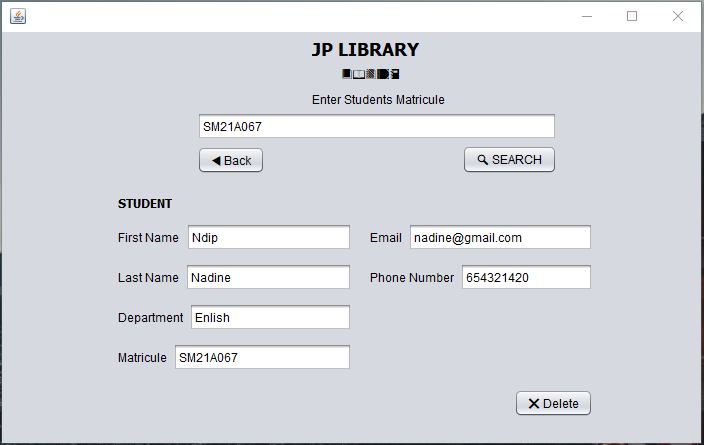 JP LIBRARY
Enter Students Matricule
SM21A067
Back SEARCH
STUDENT
First Name Ndip Email nadine@gmail.com
Last Name Nadine Phone Number 654321420
Department Enlish
Matricule SM21A067
Delete